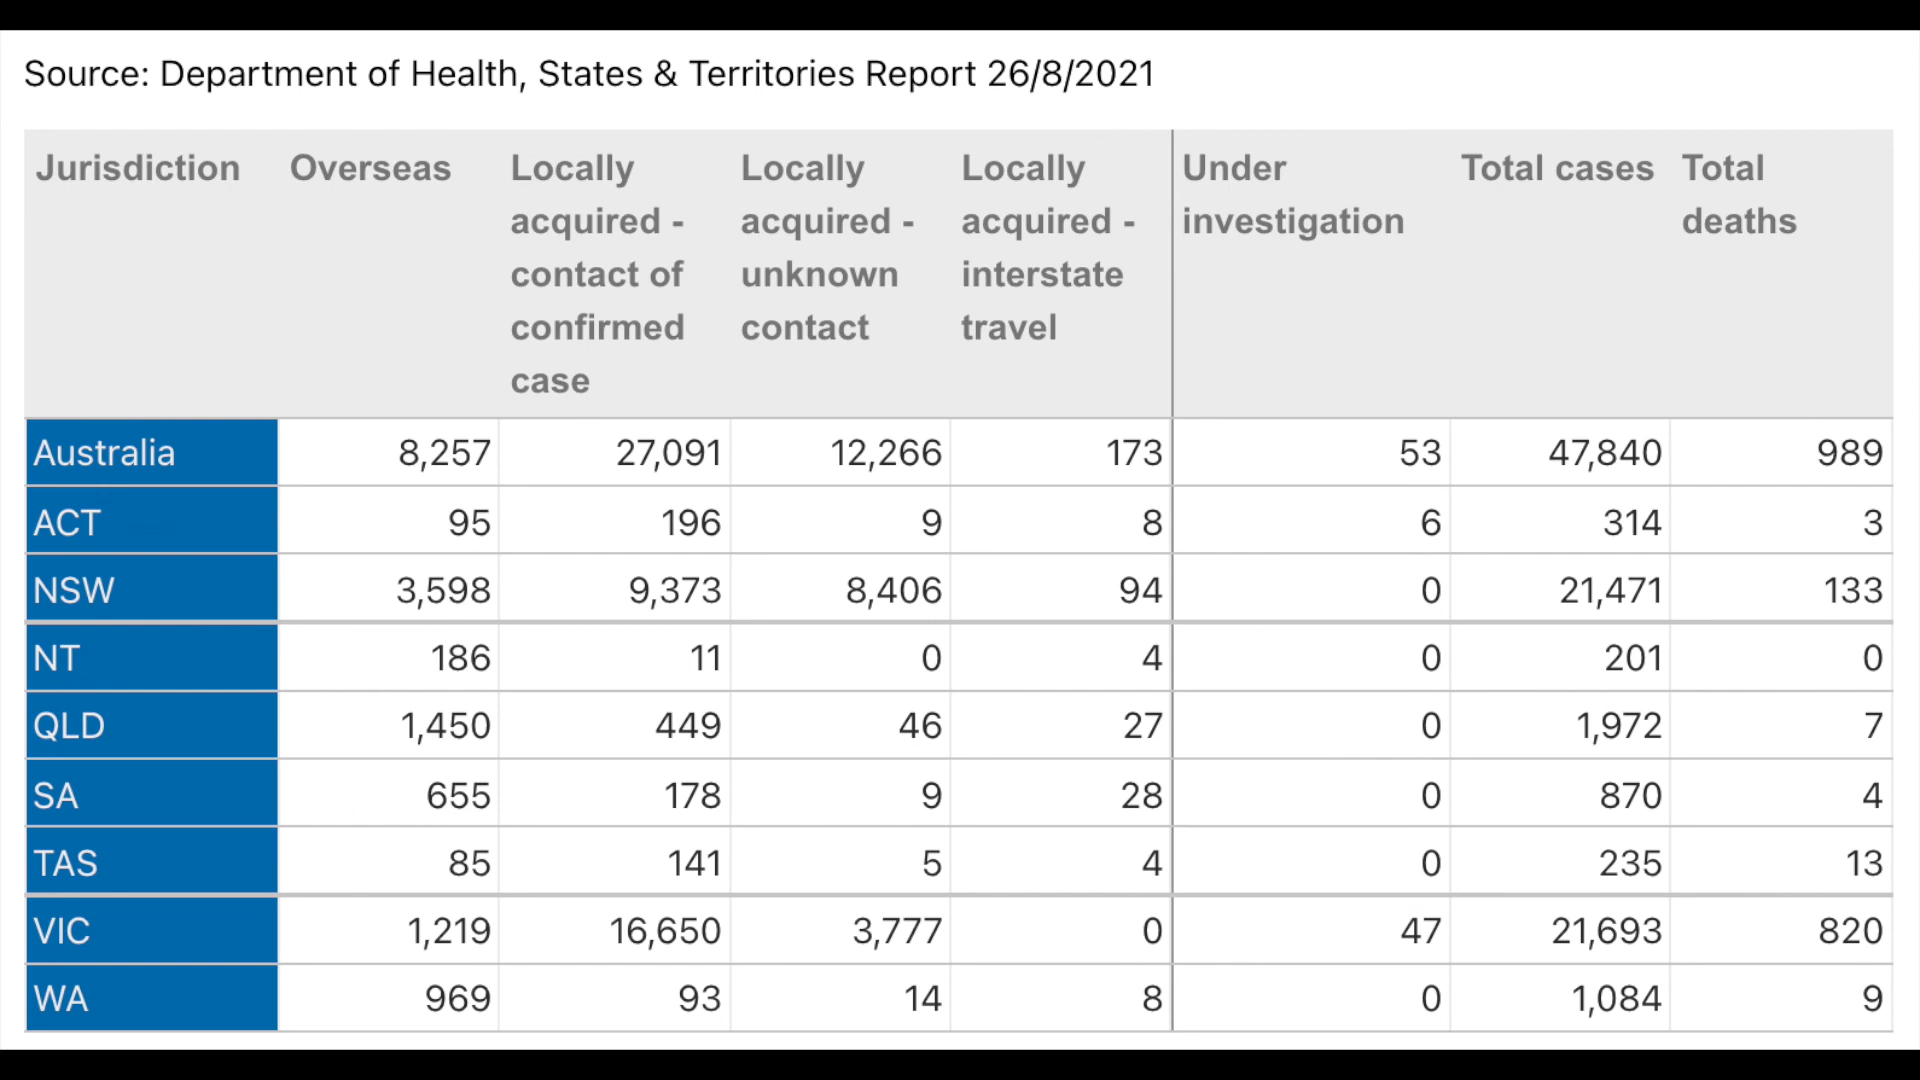 Source: Department of Health, States & Territories Report 26/8/2021
Jurisdiction Overseas Locally acquired - contact of confirmed case Locally acquired - unknown contact Locally acquired - interstate travel Under investigation Total cases Total deaths
Australia 8,257 27,091 12,266 173 53 47,840 989
ACT 95 196 9 8 6 314 3
NSW 3,598 9,373 8,406 94 0 21,471 133
NT 186 11 0 4 0 201 0
QLD 1,450 449 46 27 0 1,972 7
SA 655 178 9 28 0 870 4
TAS 85 141 5 4 0 235 13
VIC 1,219 16,650 3,777 0 47 21,693 820
WA 969 93 14 8 0 1,084 9